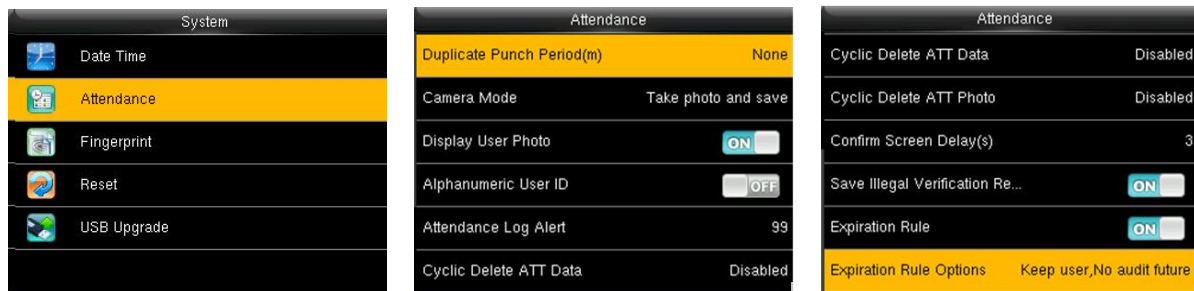 System
Date Time
Attendance
Fingerprint
Reset
USB Upgrade
Attendance
Duplicate Punch Period(m) None
Camera Mode Take photo and save
Display User Photo ON
Alphanumeric User ID OFF
Attendance Log Alert 99
Cyclic Delete ATT Data Disabled
Attendance
Cyclic Delete ATT Data Disabled
Cyclic Delete ATT Photo Disabled
Confirm Screen Delay(s) 3
Save Illegal Verification Re... ON
Expiration Rule ON
Expiration Rule Options Keep user,No audit future